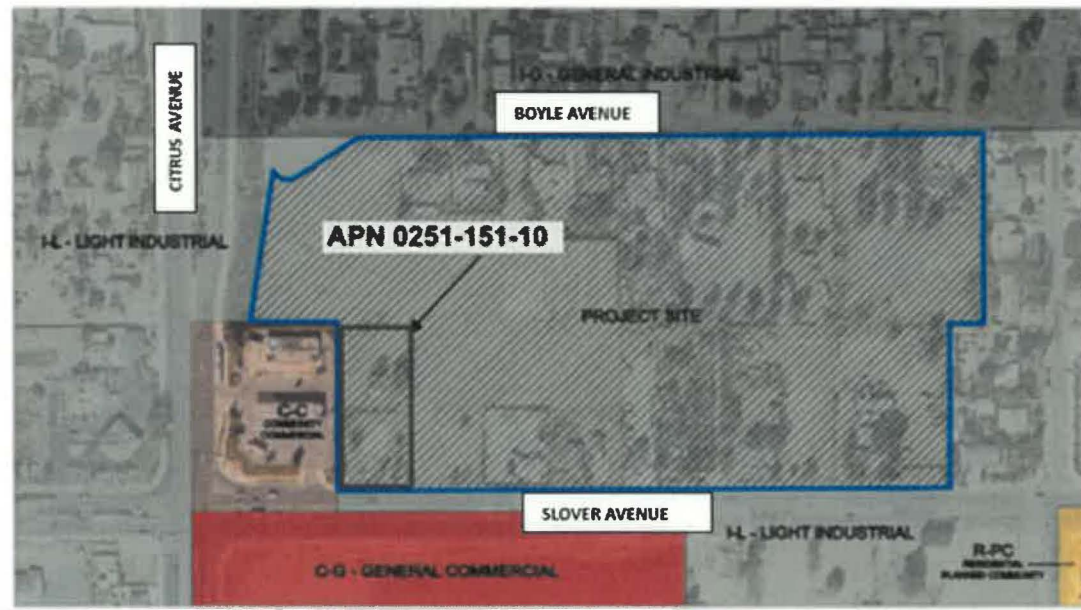 I-G - GENERAL INDUSTRIAL
BOYLE AVENUE
CITRUS AVENUE
I-L - LIGHT INDUSTRIAL
APN 0251-151-10
PROJECT SITE
C-C
COMMUNITY
COMMERCIAL
SLOVER AVENUE
I-L - LIGHT INDUSTRIAL
C-G - GENERAL COMMERCIAL
R-PC
RESIDENTIAL
PLANNED COMMUNITY